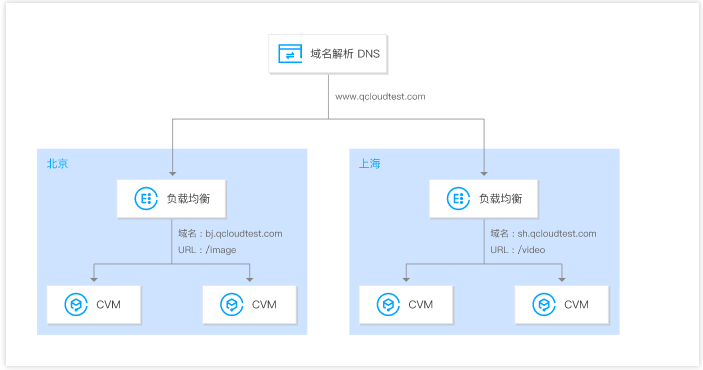 域名解析 DNS
www.qcloudtest.com
北京
负载均衡
域名：bj.qcloudtest.com
URL：/image
CVM
CVM
上海
负载均衡
域名：sh.qcloudtest.com
URL：/video
CVM
CVM